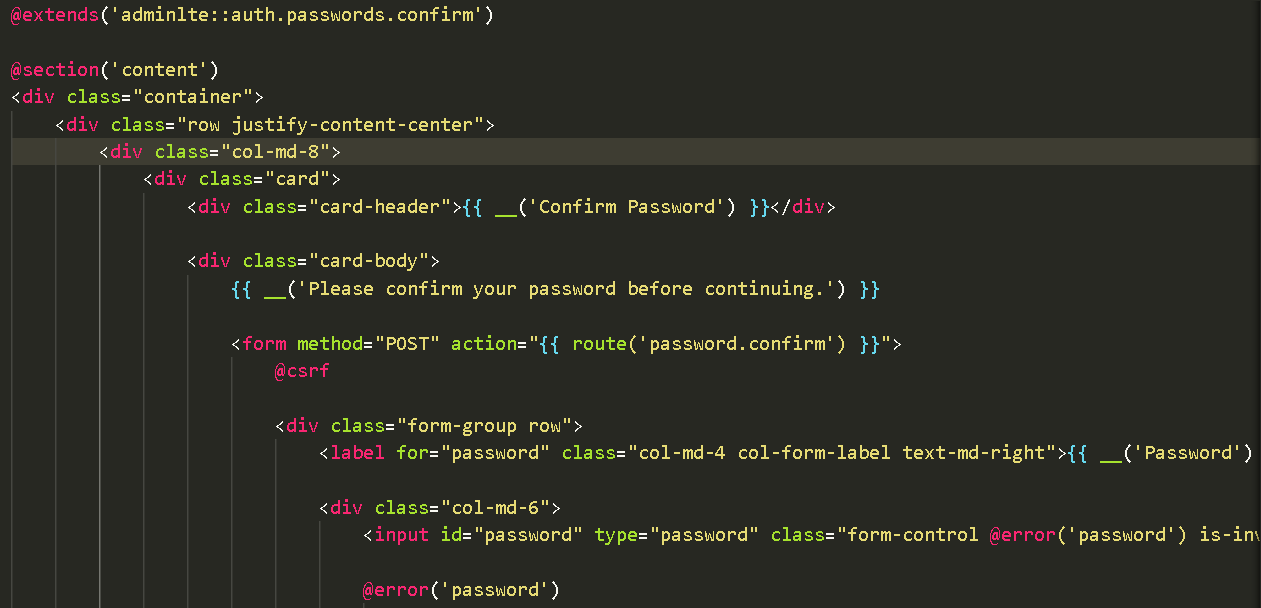 @extends('adminlte::auth.passwords.confirm')
@section('content')
<div class="container">
<div class="row justify-content-center">
<div class="col-md-8">
<div class="card">
<div class="card-header">{{ __('Confirm Password') }}</div>
<div class="card-body">
{{ __('Please confirm your password before continuing.') }}
<form method="POST" action="{{ route('password.confirm') }}">
@csrf
<div class="form-group row">
<label for="password" class="col-md-4 col-form-label text-md-right">{{ __('Password')
<div class="col-md-6">
<input id="password" type="password" class="form-control @error('password') is-inv
@error('password')